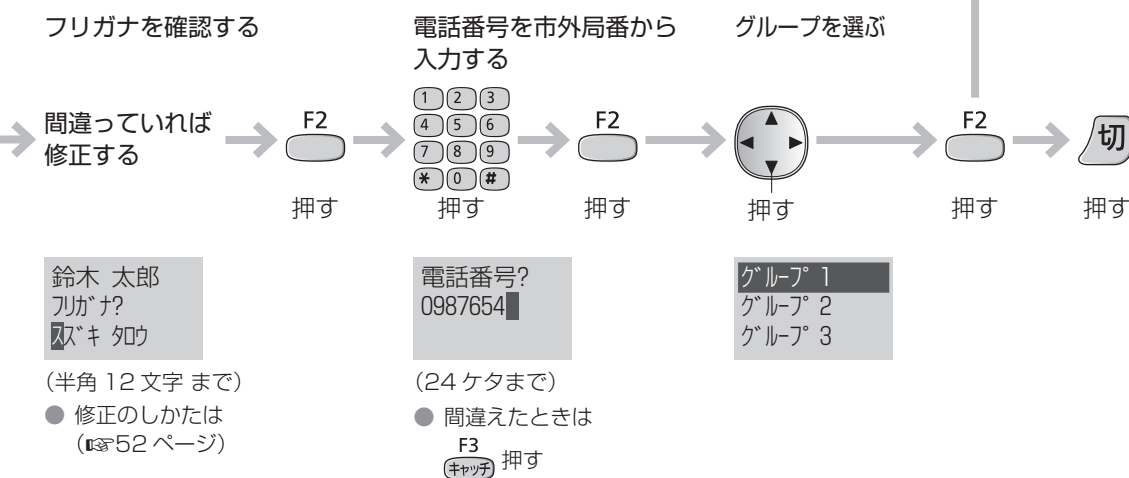 フリガナを確認する
電話番号を市外局番から
入力する
グループを選ぶ
間違っていれば
修正する
F2
1 2 3
4 5 6
7 8 9
* 0 #
F2
F2
切
押す
押す
押す
押す
押す
押す
鈴木 太郎
ﾌﾘｶﾞﾅ?
ｽｽﾞｷ ﾀﾛｳ
(半角 12 文字 まで)
● 修正のしかたは
(☞52 ページ)
電話番号?
0987654
(24 ケタまで)
● 間違えたときは
F3
キャッチ 押す
ｸﾞﾙｰﾌﾟ 1
ｸﾞﾙｰﾌﾟ 2
ｸﾞﾙｰﾌﾟ 3